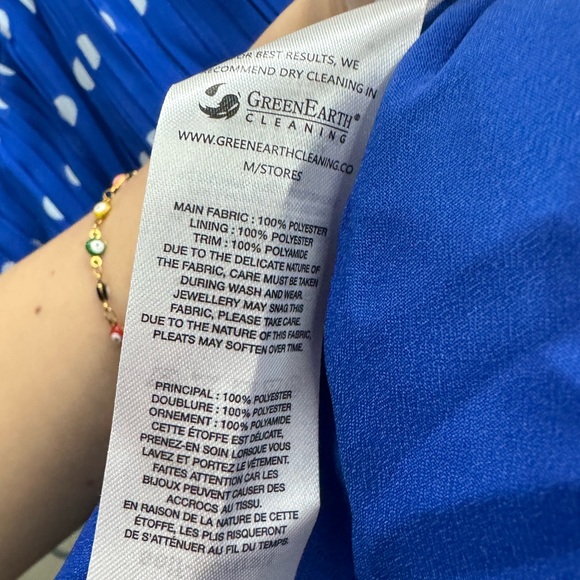 FOR BEST RESULTS, WE
RECOMMEND DRY CLEANING IN
GREENEARTH®
CLEANING
WWW.GREENEARTHCLEANING.CO
M/STORES
MAIN FABRIC : 100% POLYESTER
LINING : 100% POLYESTER
TRIM : 100% POLYAMIDE
DUE TO THE DELICATE NATURE OF
THE FABRIC, CARE MUST BE TAKEN
DURING WASH AND WEAR.
JEWELLERY MAY SNAG THIS
FABRIC, PLEASE TAKE CARE.
DUE TO THE NATURE OF THIS FABRIC,
PLEATS MAY SOFTEN OVER TIME.
PRINCIPAL : 100% POLYESTER
DOUBLURE : 100% POLYESTER
ORNEMENT : 100% POLYAMIDE
CETTE ÉTOFFE EST DÉLICATE,
PRENEZ-EN SOIN LORSQUE VOUS
LAVEZ ET PORTEZ LE VÊTEMENT.
FAITES ATTENTION CAR LES
BIJOUX PEUVENT CAUSER DES
ACCROCS AU TISSU.
EN RAISON DE LA NATURE DE CETTE
ÉTOFFE, LES PLIS RISQUERONT
DE S'ATTÉNUER AU FIL DU TEMPS.